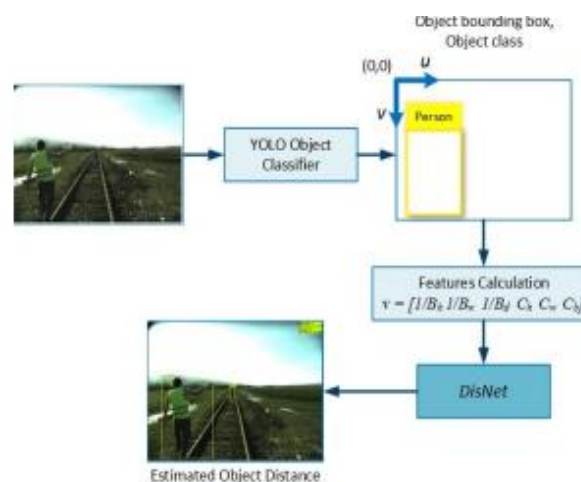 Object bounding box,
Object class
(0,0)
u
v
Person
YOLO Object
Classifier
Features Calculation
v = [1/Bh 1/Bw 1/Bd Ch Cw Cb]
DisNet
Estimated Object Distance